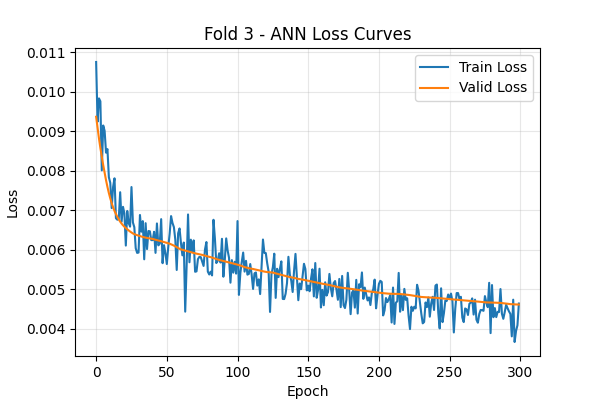 Fold 3 - ANN Loss Curves
Train Loss
Valid Loss
Loss
0.011
0.010
0.009
0.008
0.007
0.006
0.005
0.004
0 50 100 150 200 250 300
Epoch